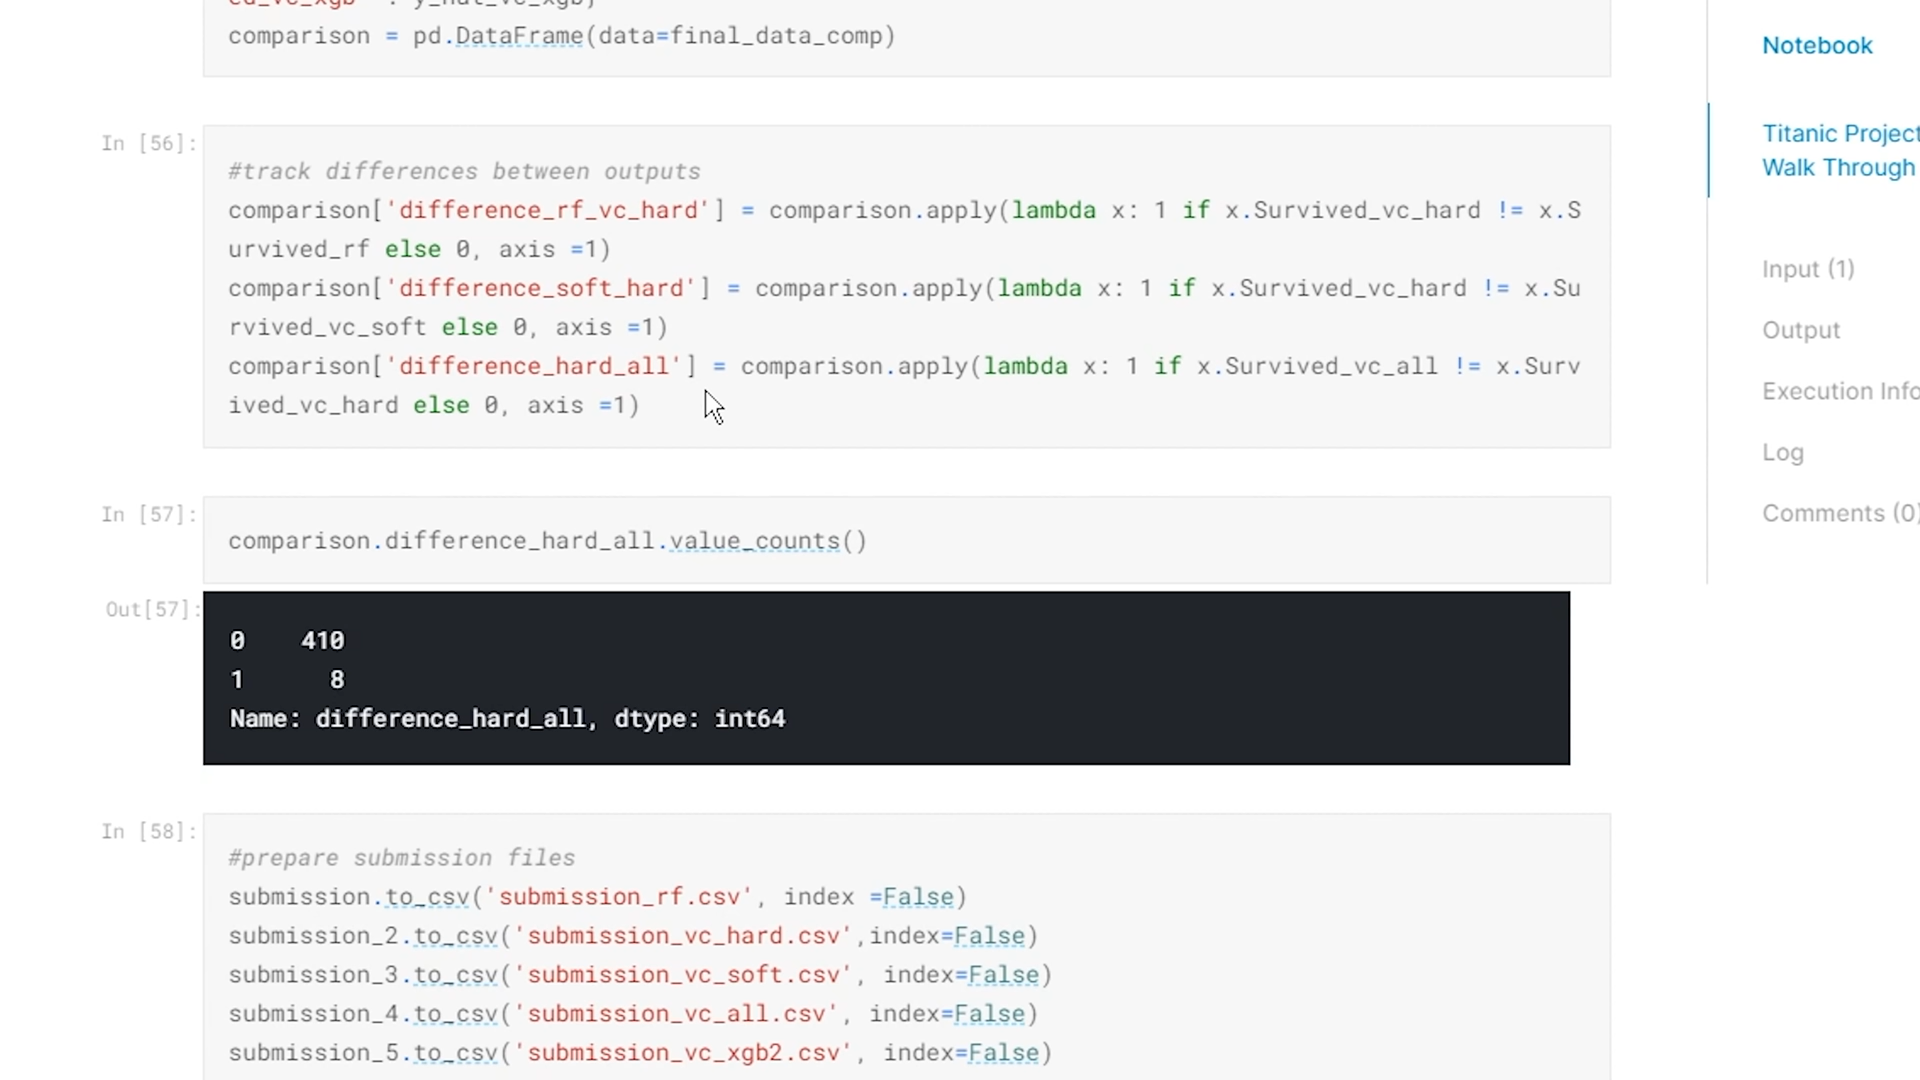 comparison = pd.DataFrame(data=final_data_comp)
In [56]:
#track differences between outputs
comparison['difference_rf_vc_hard'] = comparison.apply(lambda x: 1 if x.Survived_vc_hard != x.S
urvived_rf else 0, axis =1)
comparison['difference_soft_hard'] = comparison.apply(lambda x: 1 if x.Survived_vc_hard != x.Su
rvived_vc_soft else 0, axis =1)
comparison['difference_hard_all'] = comparison.apply(lambda x: 1 if x.Survived_vc_all != x.Surv
ived_vc_hard else 0, axis =1)
In [57]:
comparison.difference_hard_all.value_counts()
Out[57]:
0    410
1      8
Name: difference_hard_all, dtype: int64
In [58]:
#prepare submission files
submission.to_csv('submission_rf.csv', index =False)
submission_2.to_csv('submission_vc_hard.csv',index=False)
submission_3.to_csv('submission_vc_soft.csv', index=False)
submission_4.to_csv('submission_vc_all.csv', index=False)
submission_5.to_csv('submission_vc_xgb2.csv', index=False)
Notebook
Titanic Project
Walk Through
Input (1)
Output
Execution Info
Log
Comments (0)